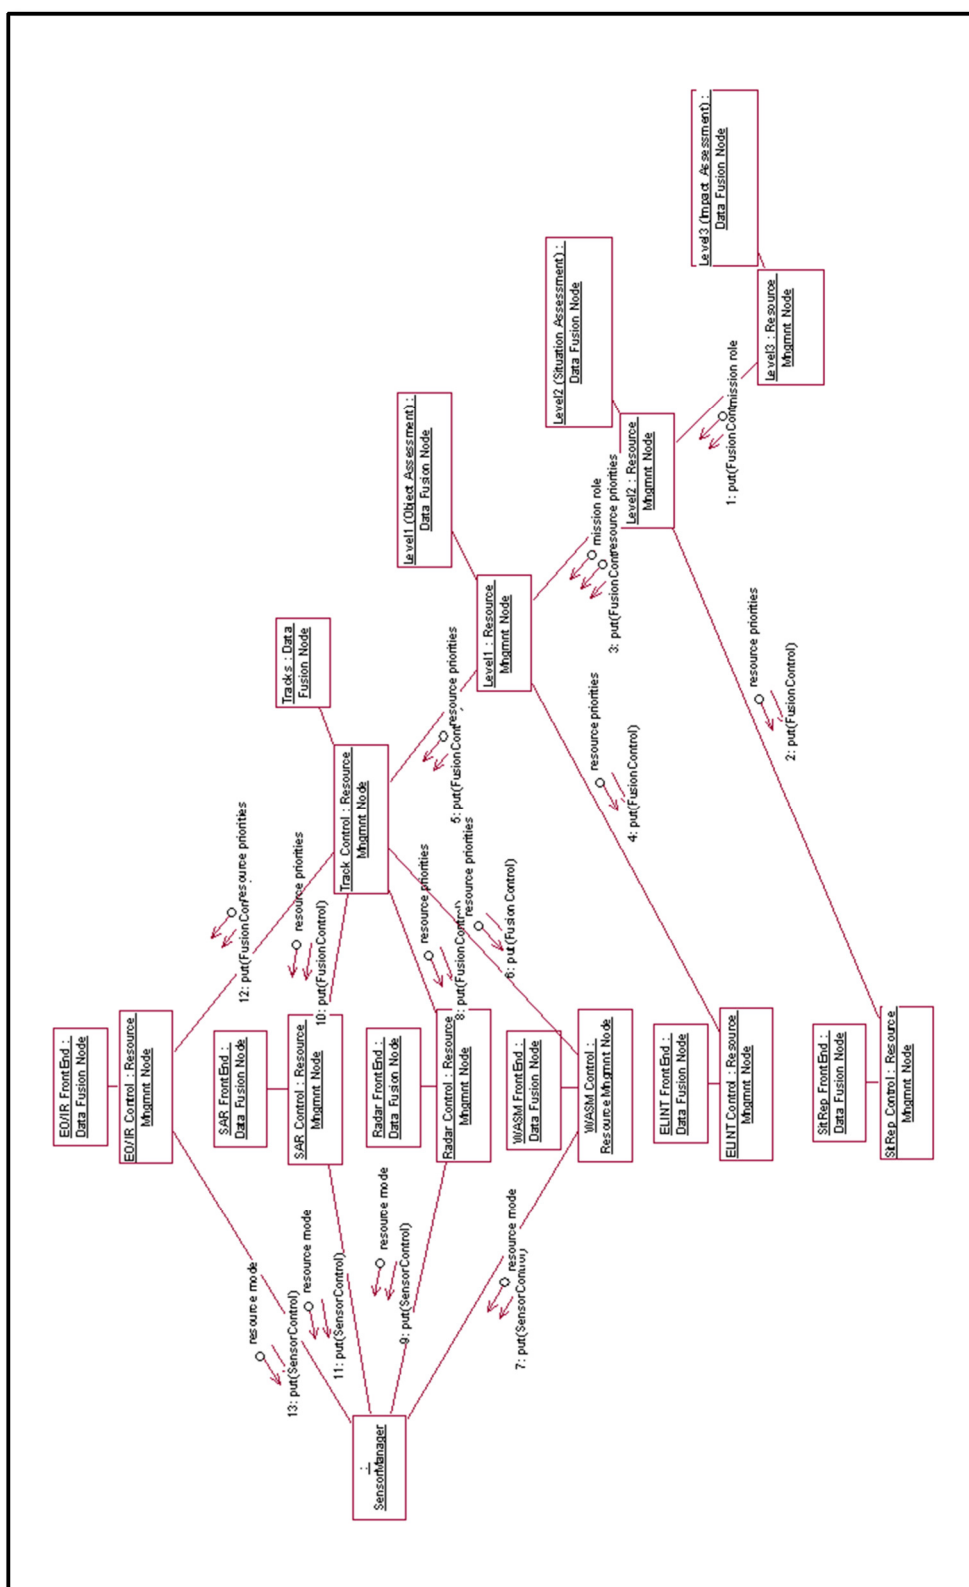 Level3 (Impact Assessment) :
Data Fusion Node
Level3 : Resource
Mngmnt Node
mission role
1: put(FusionCont
Level2 (Situation Assessment) :
Data Fusion Node
Level2 : Resource
Mngmnt Node
mission role
resource priorities
3: put(FusionCont
resource priorities
2: put(FusionControl)
Level1 (Object Assessment) :
Data Fusion Node
Level1 : Resource
Mngmnt Node
resource priorities
5: put(FusionCont
resource priorities
4: put(FusionControl)
Tracks : Data
Fusion Node
Track Control : Resource
Mngmnt Node
resource priorities
12: put(FusionCon
resource priorities
10: put(FusionControl)
resource priorities
8: put(FusionControl)
resource priorities
6: put(FusionControl)
EO/IR FrontEnd :
Data Fusion Node
EO/IR Control : Resource
Mngmnt Node
SAR FrontEnd :
Data Fusion Node
SAR Control : Resource
Mngmnt Node
Radar FrontEnd :
Data Fusion Node
Radar Control : Resource
Mngmnt Node
WASM FrontEnd :
Data Fusion Node
WASM Control :
Resource Mngmnt Node
ELINT FrontEnd :
Data Fusion Node
ELINT Control : Resource
Mngmnt Node
SitRep FrontEnd :
Data Fusion Node
SitRep Control : Resource
Mngmnt Node
resource mode
13: put(SensorControl)
resource mode
11: put(SensorControl)
resource mode
9: put(SensorControl)
resource mode
7: put(SensorControl)
:
SensorManager